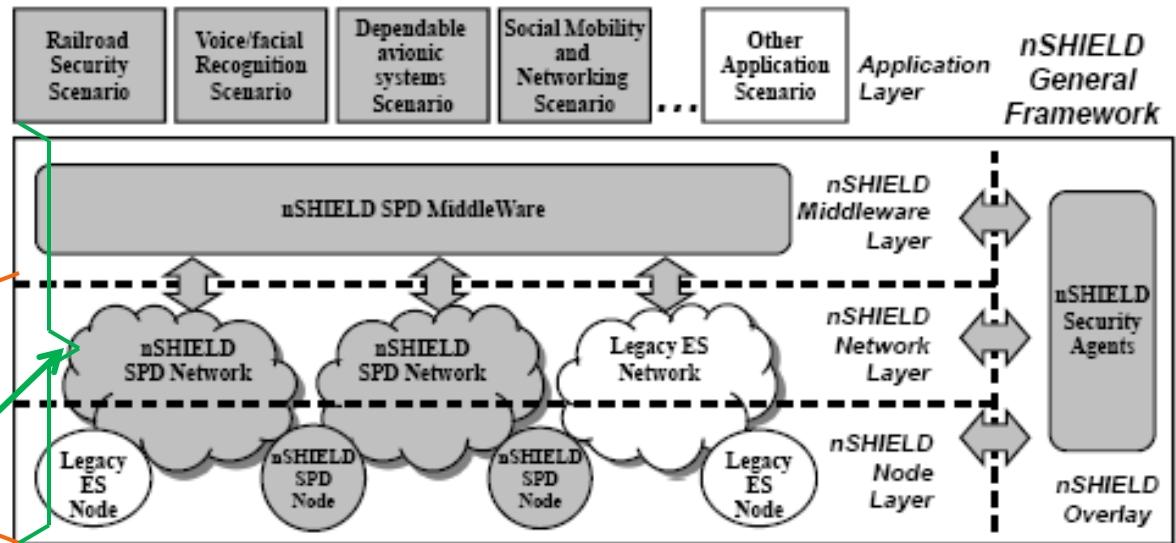 Railroad
Security
Scenario
Voice/facial
Recognition
Scenario
Dependable
avionic
systems
Scenario
Social Mobility
and
Networking
Scenario
...
Other
Application
Scenario
Application
Layer
nSHIELD
General
Framework
nSHIELD SPD MiddleWare
nSHIELD
Middleware
Layer
nSHIELD
SPD Network
nSHIELD
SPD Network
Legacy ES
Network
nSHIELD
Network
Layer
nSHIELD
Security
Agents
Legacy
ES
Node
nSHIELD
SPD
Node
nSHIELD
SPD
Node
Legacy
ES
Node
nSHIELD
Node
Layer
nSHIELD
Overlay